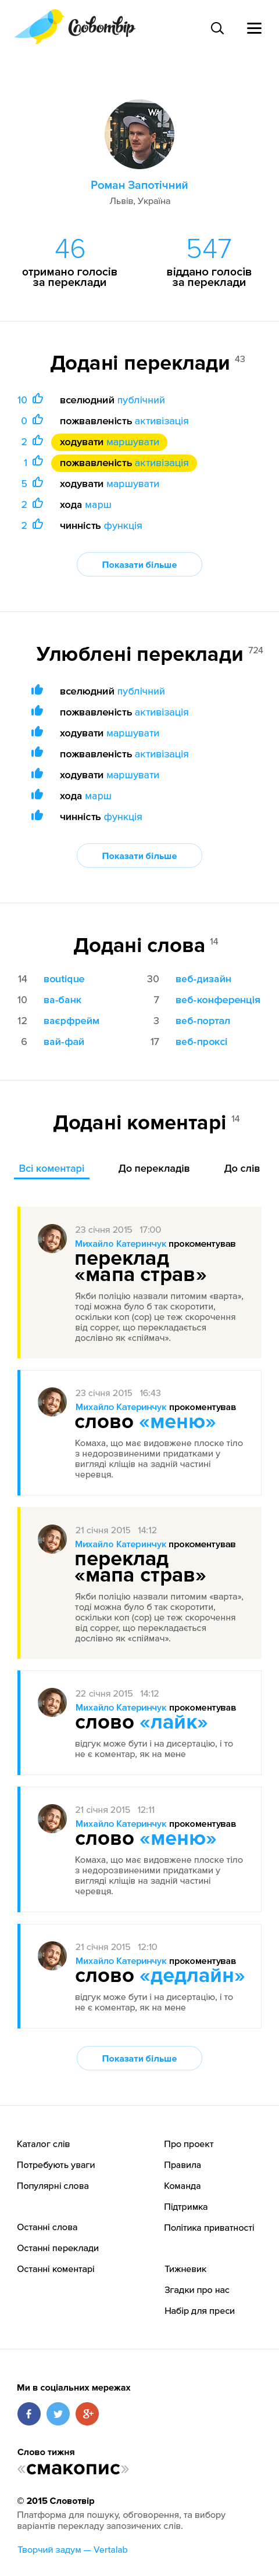 Словотвір
Роман Запотічний
Львів, Україна
46
отримано голосів
за переклади
547
віддано голосів
за переклади
Додані переклади 43
10 вселюдний публічний
0 пожвавленість активізація
2 ходувати маршувати
1 пожвавленість активізація
5 ходувати маршувати
2 хода марш
2 чинність функція
Показати більше
Улюблені переклади 724
вселюдний публічний
пожвавленість активізація
ходувати маршувати
пожвавленість активізація
ходувати маршувати
хода марш
чинність функція
Показати більше
Додані слова 14
14 boutique
10 ва-банк
12 ваєрфрейм
6 вай-фай
30 веб-дизайн
7 веб-конференція
3 веб-портал
17 веб-проксі
Додані коментарі 14
Всі коментарі До перекладів До слів
23 січня 2015 17:00
Михайло Катеринчук прокоментував
переклад
«мапа страв»
Якби поліцію назвали питомим «варта»,
тоді можна було б так скоротити,
оскільки коп (cop) це теж скорочення
від copper, що перекладається
дослівно як «спіймач».
23 січня 2015 16:43
Михайло Катеринчук прокоментував
слово «меню»
Комаха, що має видовжене плоске тіло
з недорозвиненими придатками у
вигляді кліщів на задній частині
черевця.
21 січня 2015 14:12
Михайло Катеринчук прокоментував
переклад
«мапа страв»
Якби поліцію назвали питомим «варта»,
тоді можна було б так скоротити,
оскільки коп (cop) це теж скорочення
від copper, що перекладається
дослівно як «спіймач».
22 січня 2015 14:12
Михайло Катеринчук прокоментував
слово «лайк»
відгук може бути і на дисертацію, і то
не є коментар, як на мене
21 січня 2015 12:11
Михайло Катеринчук прокоментував
слово «меню»
Комаха, що має видовжене плоске тіло
з недорозвиненими придатками у
вигляді кліщів на задній частині
черевця.
21 січня 2015 12:10
Михайло Катеринчук прокоментував
слово «дедлайн»
відгук може бути і на дисертацію, і то
не є коментар, як на мене
Показати більше
Каталог слів
Потребують уваги
Популярні слова
Останні слова
Останні переклади
Останні коментарі
Про проект
Правила
Команда
Підтримка
Політика приватності
Тижневик
Згадки про нас
Набір для преси
Ми в соціальних мережах
Слово тижня
«смакопис»
© 2015 Словотвір
Платформа для пошуку, обговорення, та вибору
варіантів перекладу запозичених слів.
Творчий задум — Vertalab